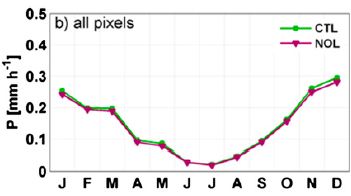 b) all pixels
CTL
NOL
P [mm h⁻¹]
0.5
0.4
0.3
0.2
0.1
0
J F M A M J J A S O N D